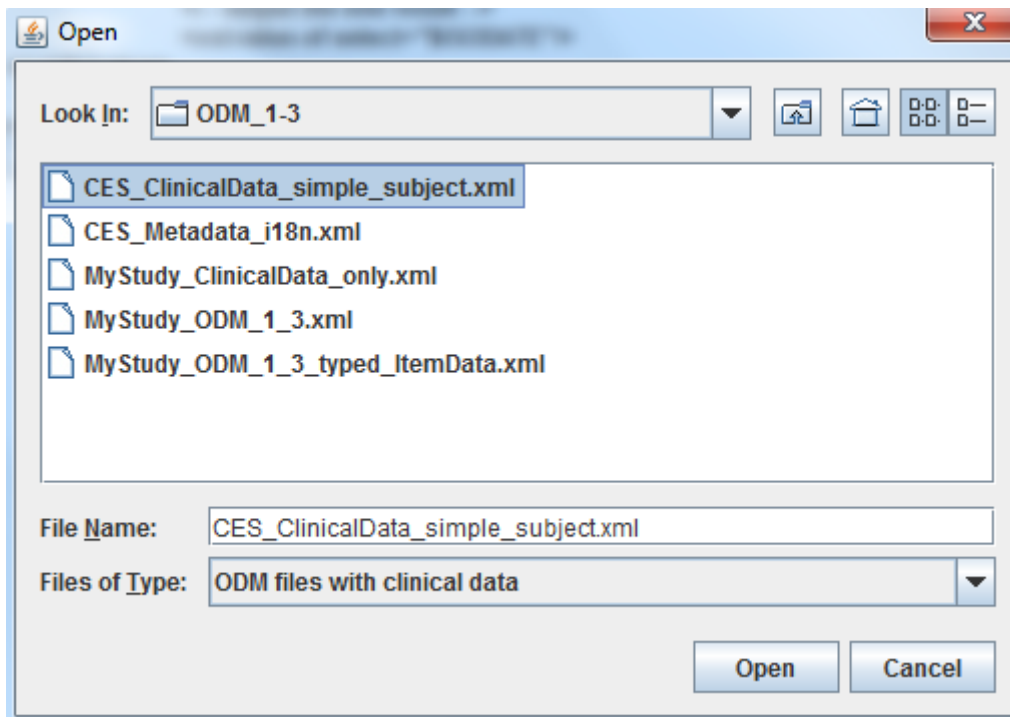 Open
Look In: ODM_1-3
CES_ClinicalData_simple_subject.xml
CES_Metadata_i18n.xml
MyStudy_ClinicalData_only.xml
MyStudy_ODM_1_3.xml
MyStudy_ODM_1_3_typed_ItemData.xml
File Name: CES_ClinicalData_simple_subject.xml
Files of Type: ODM files with clinical data
Open Cancel